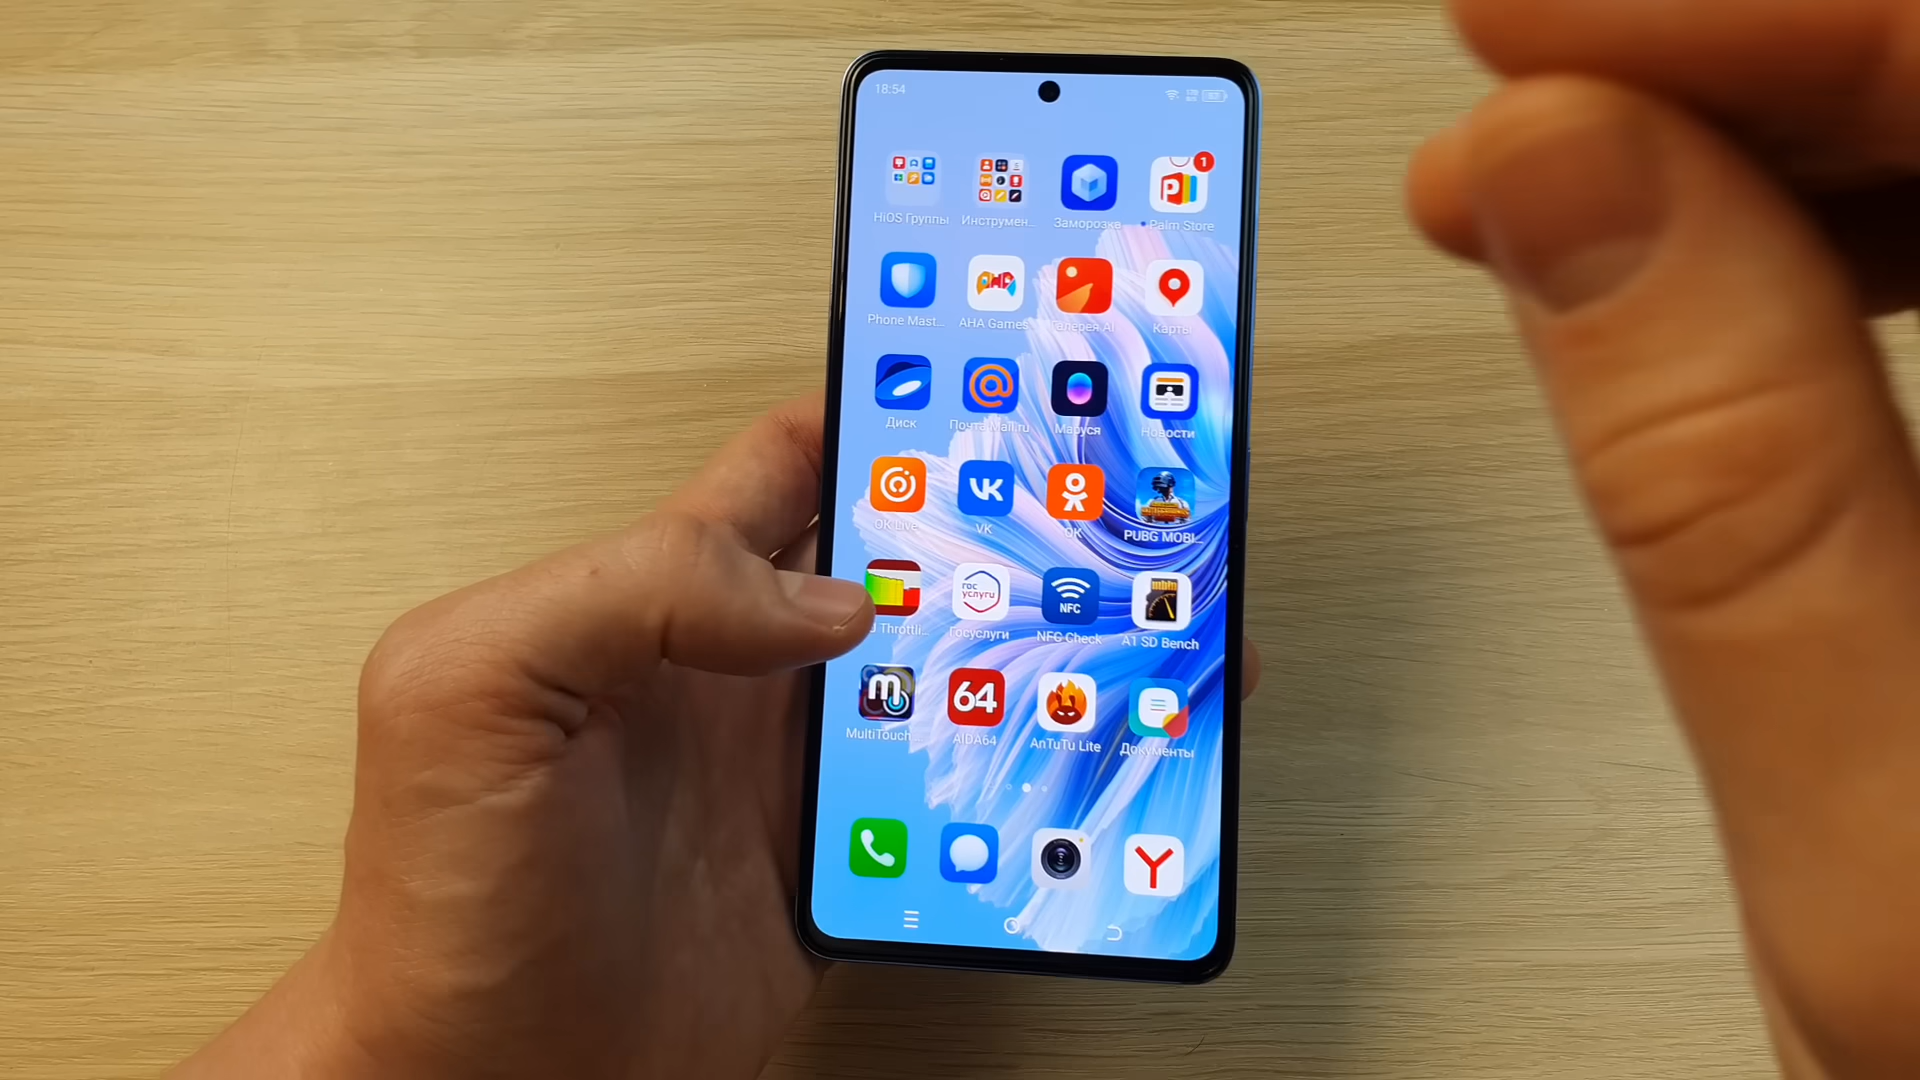 18:54
1
HiOS Группы Инструмен... Заморозка Palm Store
Phone Mast... AHA Games Галерея AI Карты
Диск Почта Mail.ru Маруся Новости
VK
OK Live VK OK PUBG MOBI...
гос
услуги
NFC
Throttli... Госуслуги NFC Check A1 SD Bench
m 64
MultiTouch AIDA64 AnTuTu Lite Документы
Y